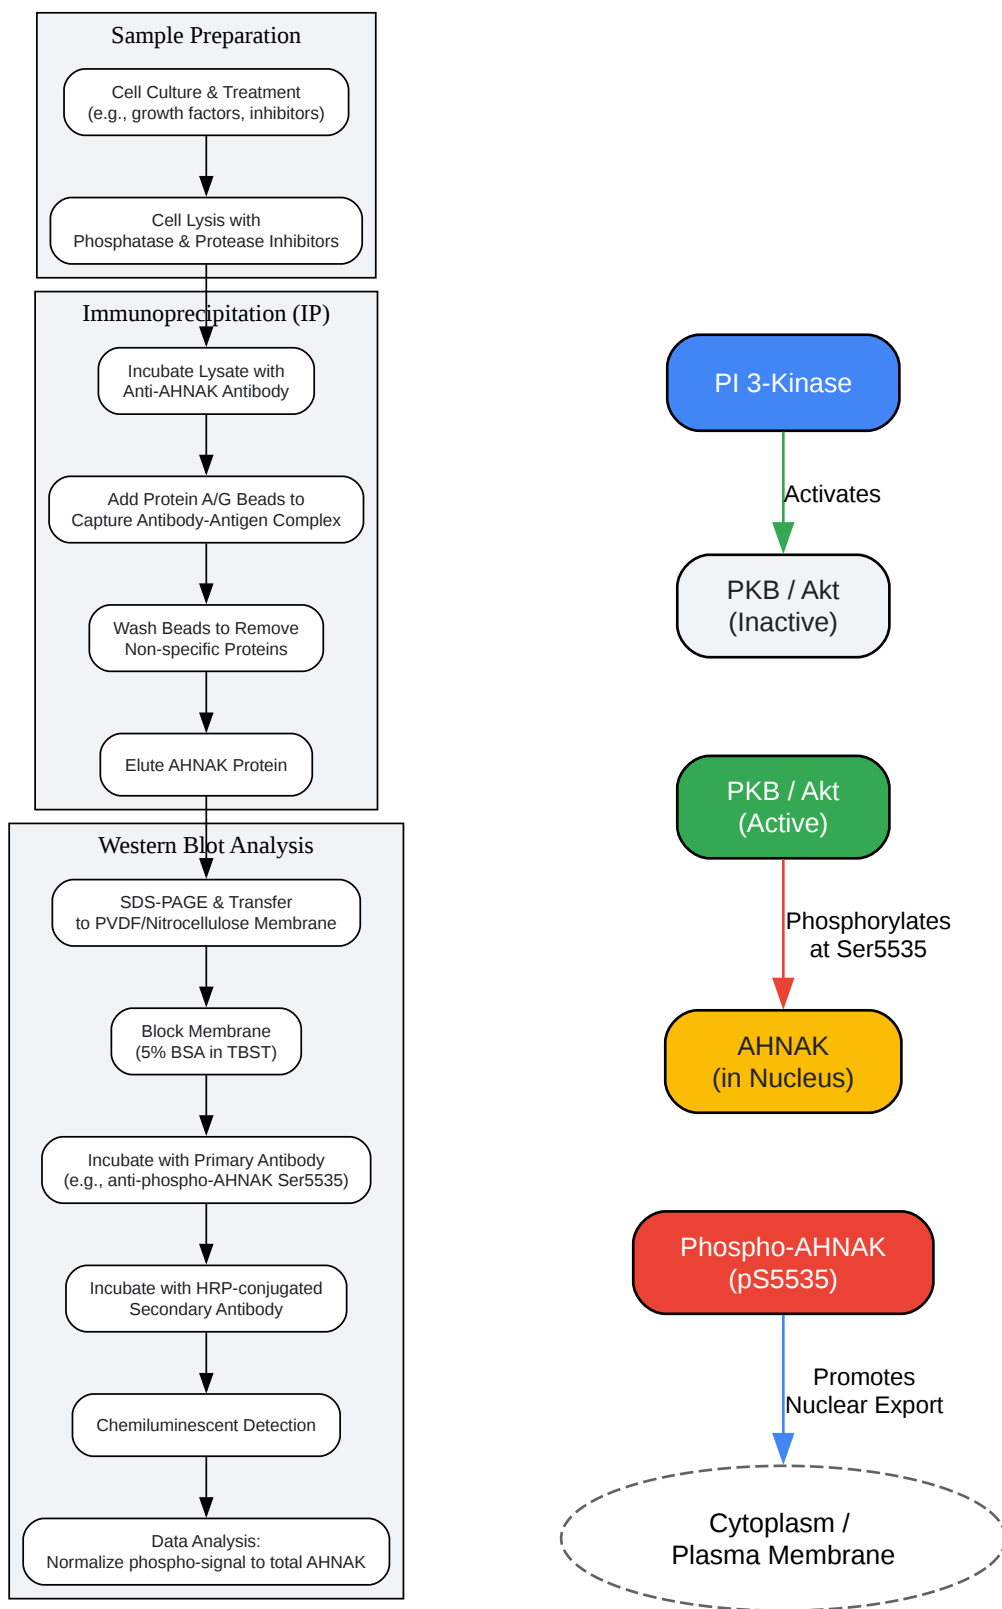 Sample Preparation
Cell Culture & Treatment
(e.g., growth factors, inhibitors)
Cell Lysis with
Phosphatase & Protease Inhibitors
Immunoprecipitation (IP)
Incubate Lysate with
Anti-AHNAK Antibody
Add Protein A/G Beads to
Capture Antibody-Antigen Complex
Wash Beads to Remove
Non-specific Proteins
Elute AHNAK Protein
Western Blot Analysis
SDS-PAGE & Transfer
to PVDF/Nitrocellulose Membrane
Block Membrane
(5% BSA in TBST)
Incubate with Primary Antibody
(e.g., anti-phospho-AHNAK Ser5535)
Incubate with HRP-conjugated
Secondary Antibody
Chemiluminescent Detection
Data Analysis:
Normalize phospho-signal to total AHNAK
PI 3-Kinase
Activates
PKB / Akt
(Inactive)
PKB / Akt
(Active)
Phosphorylates
at Ser5535
AHNAK
(in Nucleus)
Phospho-AHNAK
(pS5535)
Promotes
Nuclear Export
Cytoplasm /
Plasma Membrane